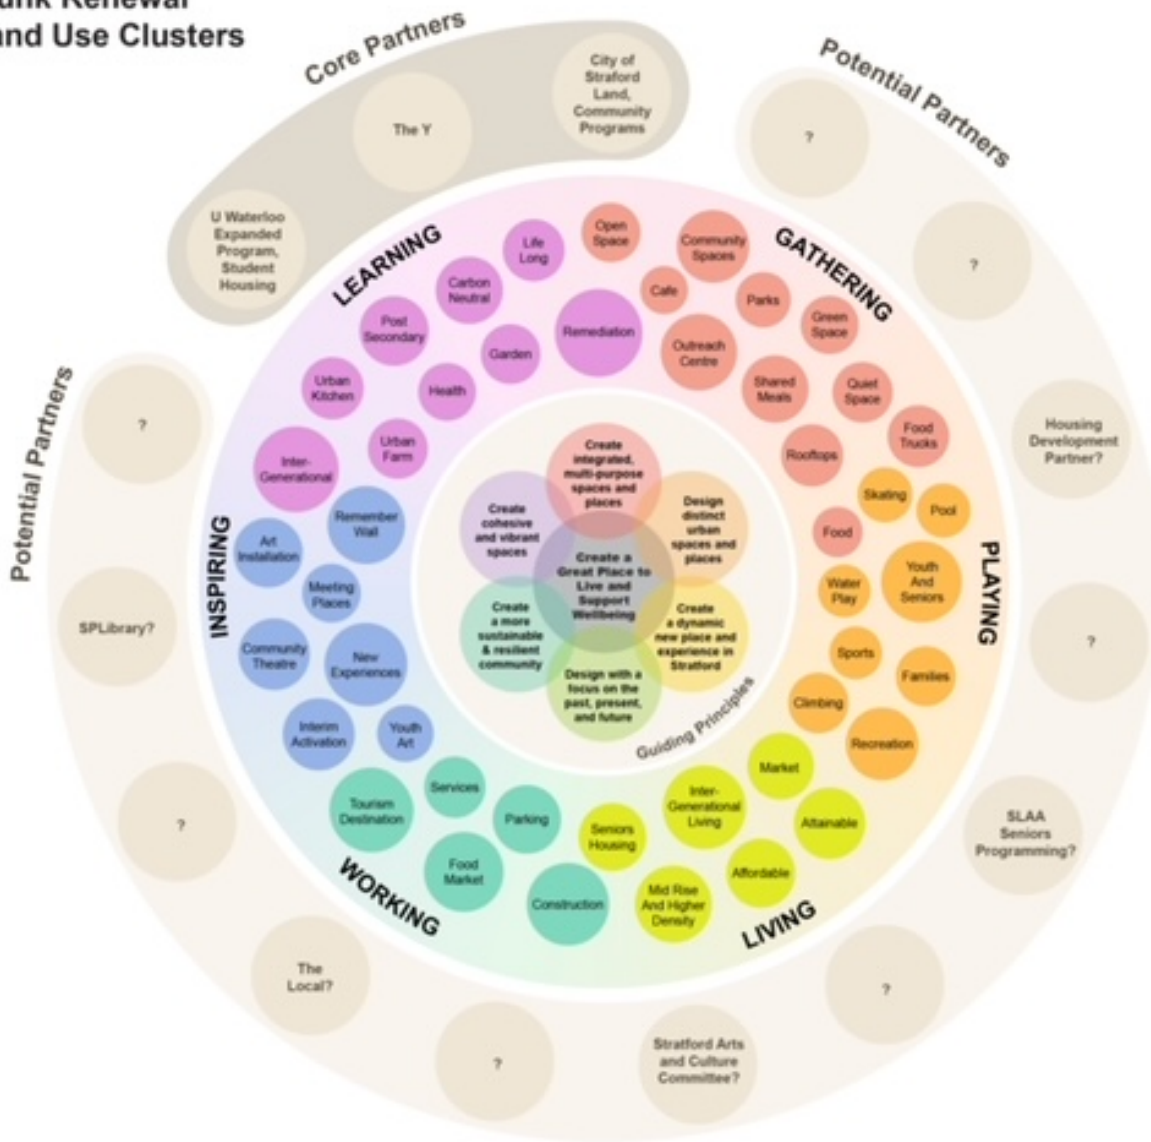 unk Renewal
and Use Clusters
Core Partners
U Waterloo
Expanded
Program,
Student
Housing
The Y
City of
Straford
Land,
Community
Programs
Potential Partners
?
?
Housing
Development
Partner?
?
SLAA
Seniors
Programming?
?
Stratford Arts
and Culture
Committee?
?
The
Local?
?
SPLibrary?
?
Potential Partners
LEARNING
Life
Long
Carbon
Neutral
Post
Secondary
Remediation
Garden
Urban
Kitchen
Health
Urban
Farm
Inter-
Generational
GATHERING
Open
Space
Community
Spaces
Cafe
Parks
Green
Space
Outreach
Centre
Shared
Meals
Quiet
Space
Food
Trucks
Rooftops
Food
PLAYING
Skating
Pool
Youth
And
Seniors
Water
Play
Sports
Families
Climbing
Recreation
LIVING
Market
Inter-
Generational
Living
Attainable
Seniors
Housing
Affordable
Mid Rise
And Higher
Density
WORKING
Services
Tourism
Destination
Parking
Food
Market
Construction
INSPIRING
Remember
Wall
Art
Installation
Meeting
Places
Community
Theatre
New
Experiences
Interim
Activation
Youth
Art
Create
integrated,
multi-purpose
spaces and
places
Design
distinct
urban
spaces and
places
Create
a dynamic
new place and
experience in
Stratford
Design with a
focus on the
past, present,
and future
Create
a more
sustainable
& resilient
community
Create
cohesive
and vibrant
spaces
Create a
Great Place to
Live and
Support
Wellbeing
Guiding Principles